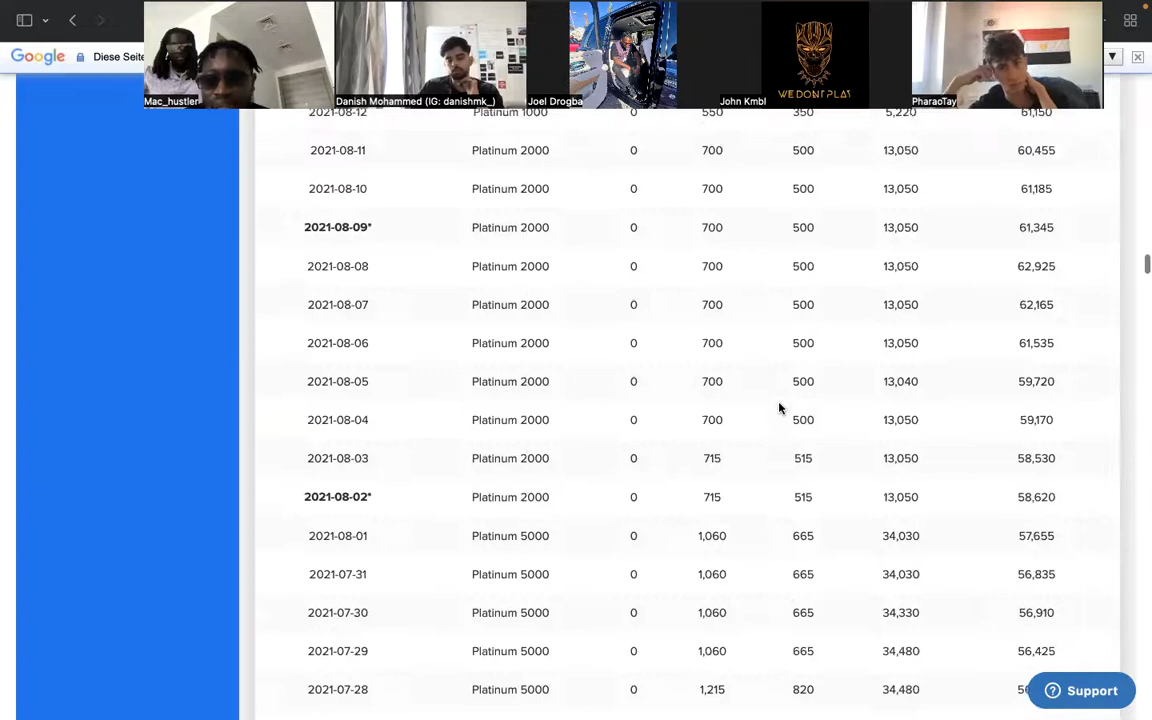 Google Diese Seite
Mac_hustler
Danish Mohammed (IG: danishmk_)
Joel Drogba
John Kmbl
WE DONT PLAY
PharaoTay
2021-08-12 Platinum 1000 0 550 350 5,220 61,150
2021-08-11 Platinum 2000 0 700 500 13,050 60,455
2021-08-10 Platinum 2000 0 700 500 13,050 61,185
2021-08-09* Platinum 2000 0 700 500 13,050 61,345
2021-08-08 Platinum 2000 0 700 500 13,050 62,925
2021-08-07 Platinum 2000 0 700 500 13,050 62,165
2021-08-06 Platinum 2000 0 700 500 13,050 61,535
2021-08-05 Platinum 2000 0 700 500 13,040 59,720
2021-08-04 Platinum 2000 0 700 500 13,050 59,170
2021-08-03 Platinum 2000 0 715 515 13,050 58,530
2021-08-02* Platinum 2000 0 715 515 13,050 58,620
2021-08-01 Platinum 5000 0 1,060 665 34,030 57,655
2021-07-31 Platinum 5000 0 1,060 665 34,030 56,835
2021-07-30 Platinum 5000 0 1,060 665 34,330 56,910
2021-07-29 Platinum 5000 0 1,060 665 34,480 56,425
2021-07-28 Platinum 5000 0 1,215 820 34,480
Support